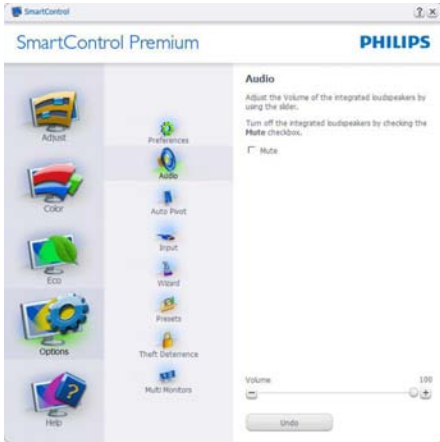 SmartControl
SmartControl Premium
PHILIPS
Adjust
Color
Eco
Options
Help
Preferences
Audio
Auto Pivot
Input
Wizard
Presets
Theft Deterrence
Multi Monitors
Audio
Adjust the Volume of the integrated loudspeakers by
using the slider.
Turn off the integrated loudspeakers by checking the
Mute checkbox.
Mute
Volume
100
Undo